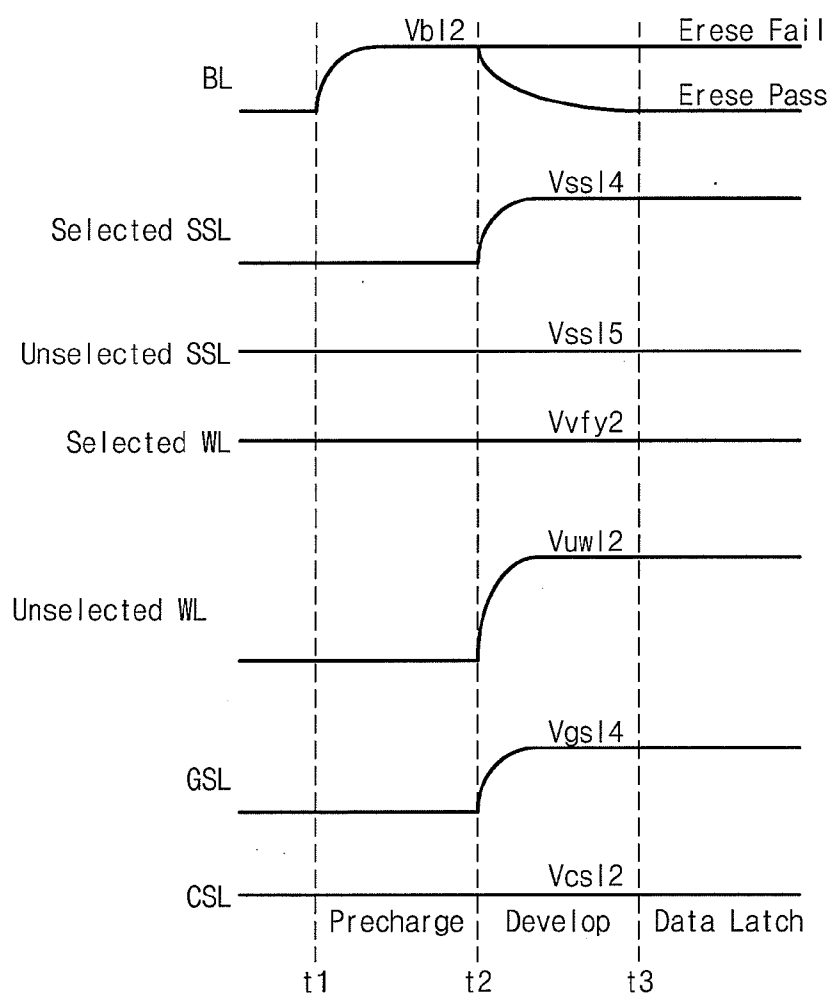 Vbl2
Erese Fail
BL
Erese Pass
Vssl4
Selected SSL
Vssl5
Unselected SSL
Vvfy2
Selected WL
Vuwl2
Unselected WL
Vgsl4
GSL
Vcsl2
CSL
Precharge Develop Data Latch
t1 t2 t3